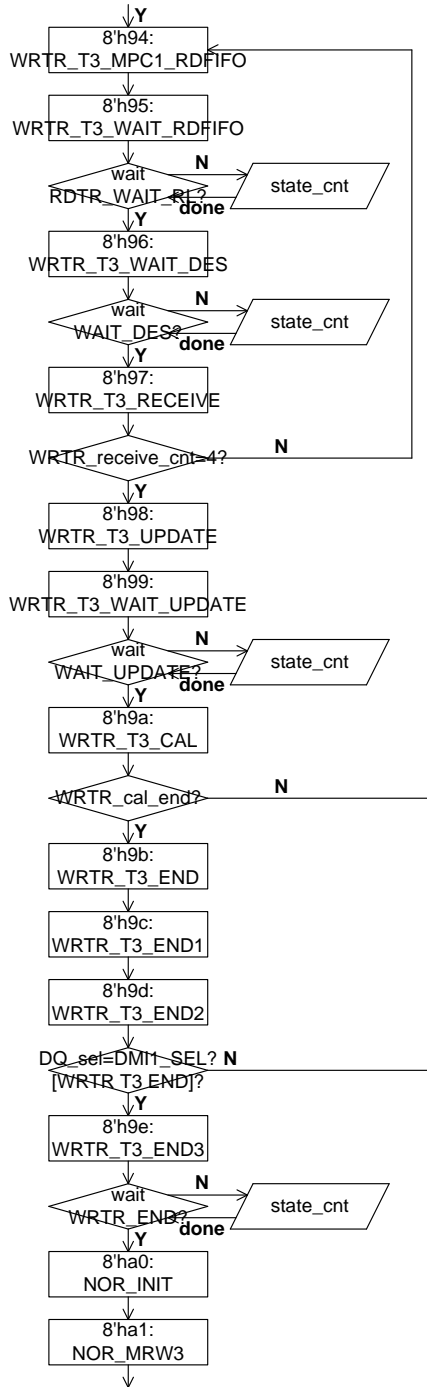 Y
8'h94:
WRTR_T3_MPC1_RDFIFO
8'h95:
WRTR_T3_WAIT_RDFIFO
wait
RDTR_WAIT_RL?
N
done
state_cnt
Y
8'h96:
WRTR_T3_WAIT_DES
wait
WAIT_DES?
N
done
state_cnt
Y
8'h97:
WRTR_T3_RECEIVE
WRTR_receive_cnt=4?
N
Y
8'h98:
WRTR_T3_UPDATE
8'h99:
WRTR_T3_WAIT_UPDATE
wait
WAIT_UPDATE?
N
done
state_cnt
Y
8'h9a:
WRTR_T3_CAL
WRTR_cal_end?
N
Y
8'h9b:
WRTR_T3_END
8'h9c:
WRTR_T3_END1
8'h9d:
WRTR_T3_END2
DQ_sel=DMI1_SEL?
[WRTR_T3_END]?
N
Y
8'h9e:
WRTR_T3_END3
wait
WRTR_END?
N
done
state_cnt
Y
8'ha0:
NOR_INIT
8'ha1:
NOR_MRW3